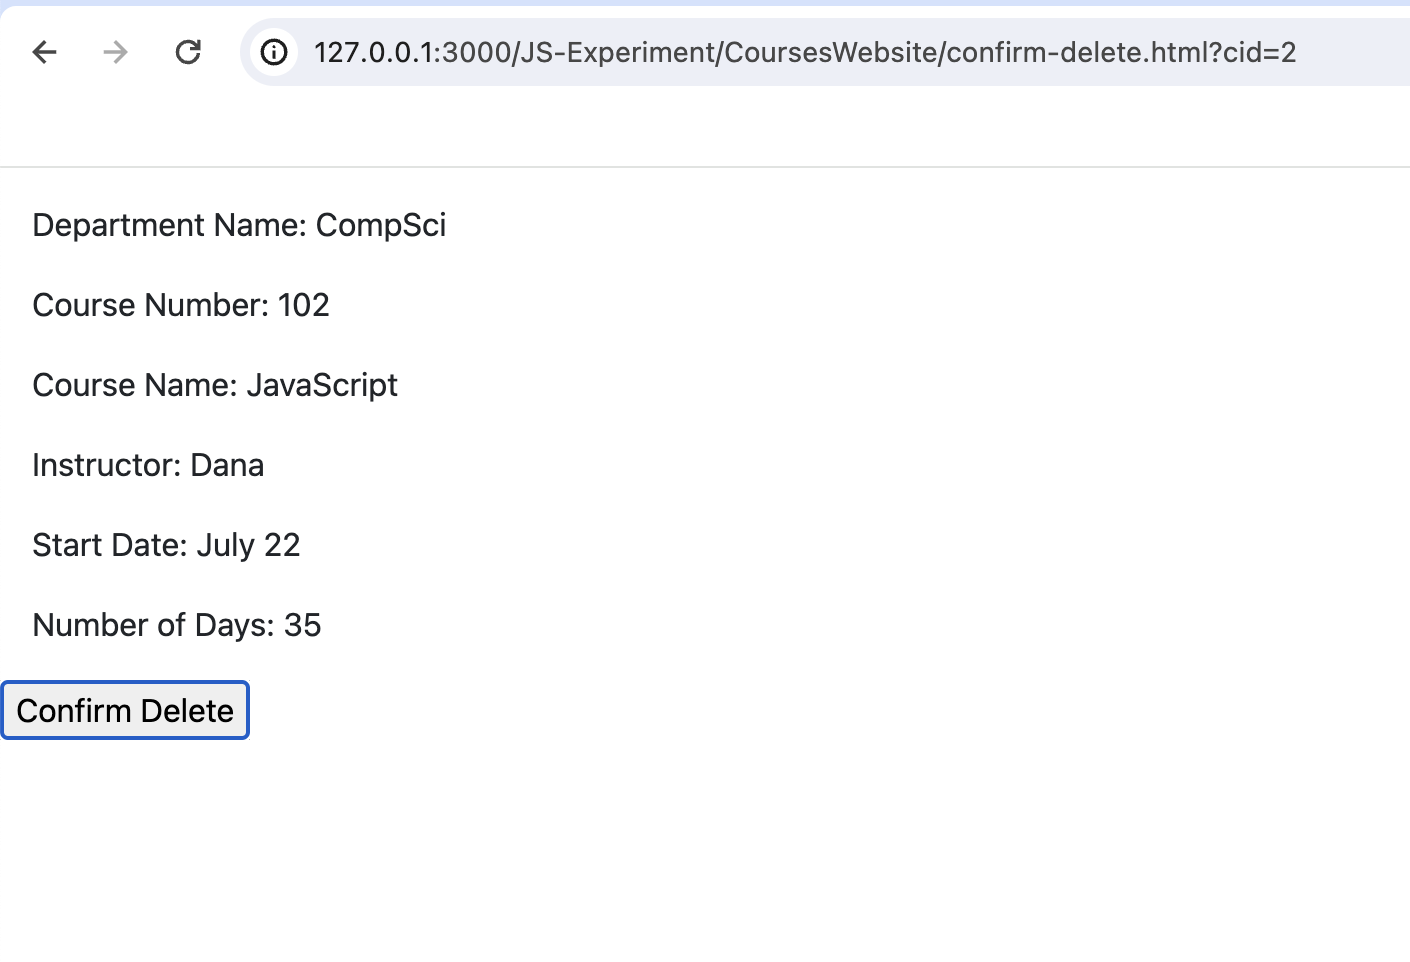 127.0.0.1:3000/JS-Experiment/CoursesWebsite/confirm-delete.html?cid=2
Department Name: CompSci
Course Number: 102
Course Name: JavaScript
Instructor: Dana
Start Date: July 22
Number of Days: 35
Confirm Delete